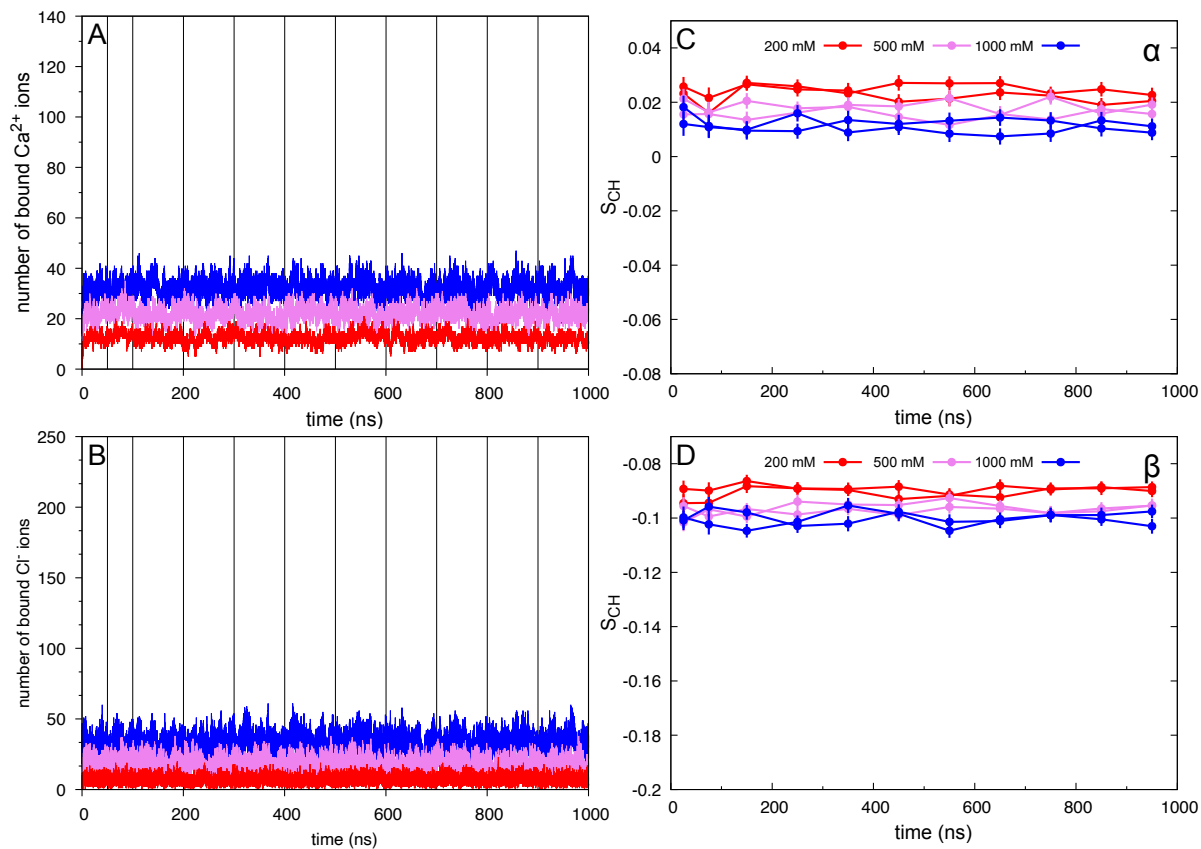 A
number of bound Ca²⁺ ions
140
120
100
80
60
40
20
0
0 200 400 600 800 1000
time (ns)
C
200 mM 500 mM 1000 mM
α
S_CH
0.04
0.02
0
-0.02
-0.04
-0.06
-0.08
0 200 400 600 800 1000
time (ns)
B
number of bound Cl⁻ ions
250
200
150
100
50
0
0 200 400 600 800 1000
time (ns)
D
200 mM 500 mM 1000 mM
β
S_CH
-0.08
-0.1
-0.12
-0.14
-0.16
-0.18
-0.2
0 200 400 600 800 1000
time (ns)